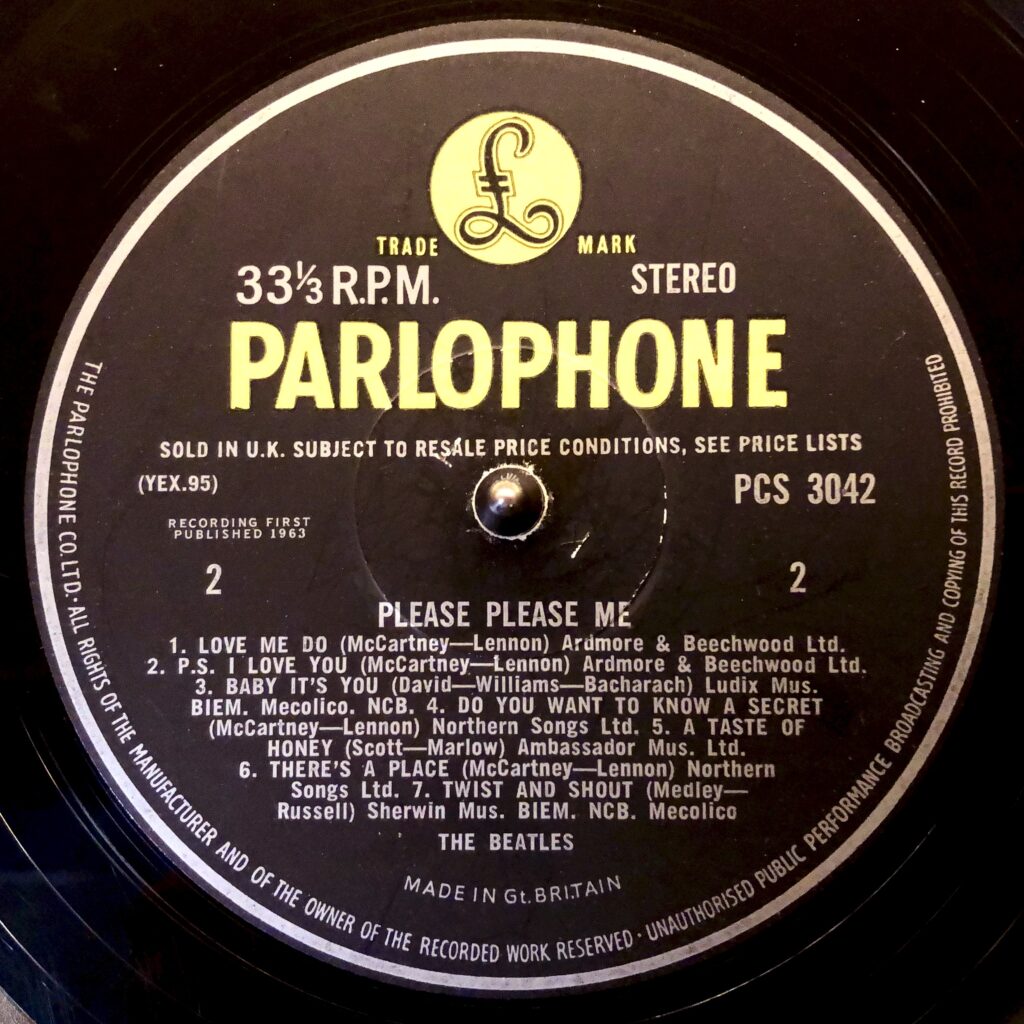 £
TRADE MARK
33⅓ R.P.M. STEREO
PARLOPHONE
SOLD IN U.K. SUBJECT TO RESALE PRICE CONDITIONS, SEE PRICE LISTS
(YEX.95) PCS 3042
RECORDING FIRST
PUBLISHED 1963
2 2
PLEASE PLEASE ME
1. LOVE ME DO (McCartney—Lennon) Ardmore & Beechwood Ltd.
2. P.S. I LOVE YOU (McCartney—Lennon) Ardmore & Beechwood Ltd.
3. BABY IT'S YOU (David—Williams—Bacharach) Ludix Mus.
BIEM. Mecolico. NCB. 4. DO YOU WANT TO KNOW A SECRET
(McCartney—Lennon) Northern Songs Ltd. 5. A TASTE OF
HONEY (Scott—Marlow) Ambassador Mus. Ltd.
6. THERE'S A PLACE (McCartney—Lennon) Northern
Songs Ltd. 7. TWIST AND SHOUT (Medley—
Russell) Sherwin Mus. BIEM. NCB. Mecolico
THE BEATLES
MADE IN Gt. BRITAIN
THE PARLOPHONE CO. LTD · ALL RIGHTS OF THE MANUFACTURER AND OF THE OWNER OF THE RECORDED WORK RESERVED · UNAUTHORISED PUBLIC PERFORMANCE BROADCASTING AND COPYING OF THIS RECORD PROHIBITED